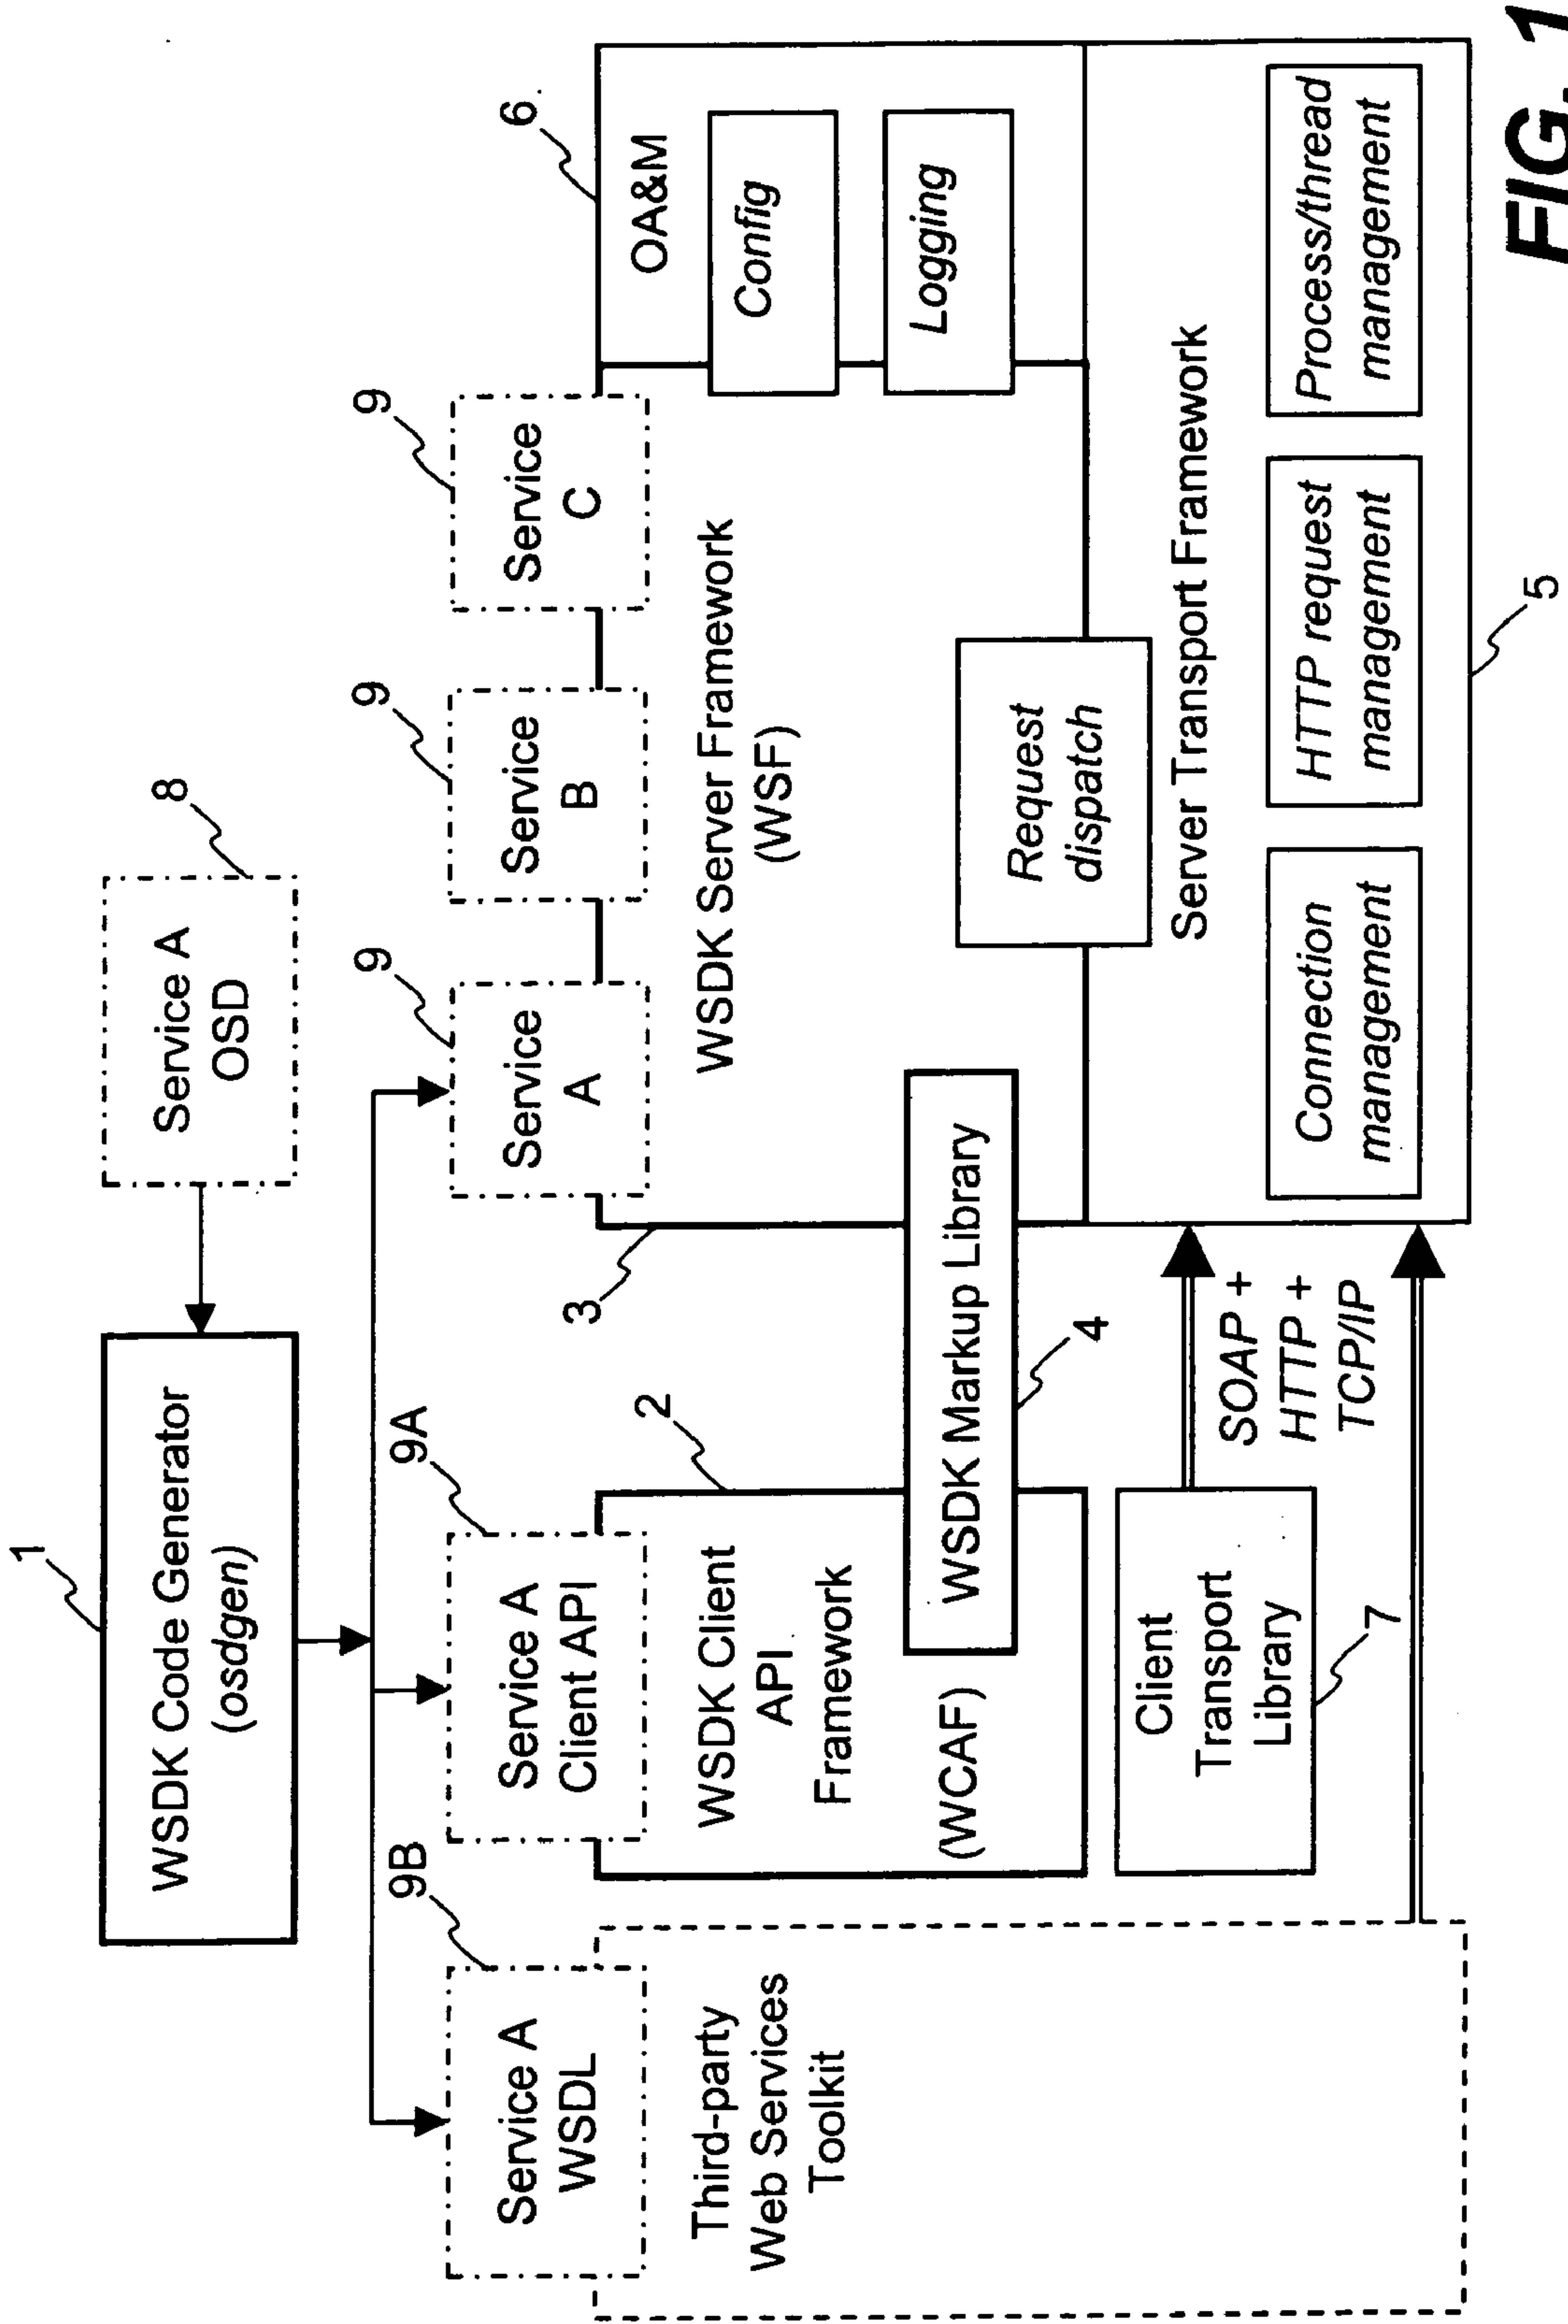 1
WSDK Code Generator
(osdgen)
Service A
OSD
8
9B
Service A
WSDL
9A
Service A
Client API
9
Service
A
9
Service
B
9
Service
C
6
OA&M
Config
Logging
Third-party
Web Services
Toolkit
2
WSDK Client
API
Framework
(WCAF)
3
WSDK Server Framework
(WSF)
WSDK Markup Library
4
Request
dispatch
Client
Transport
Library
7
SOAP +
HTTP +
TCP/IP
Server Transport Framework
Connection
management
HTTP request
management
Process/thread
management
5
FIG. 1